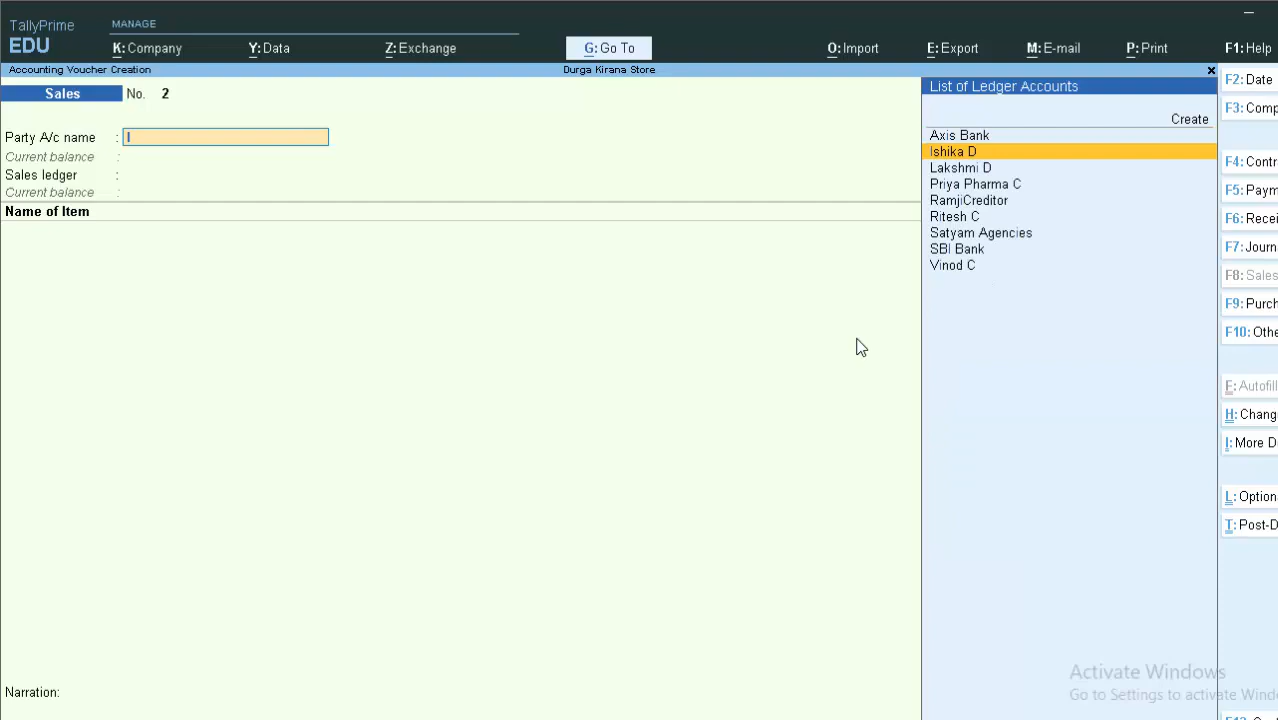 TallyPrime
EDU
MANAGE
K: Company Y: Data Z: Exchange G: Go To O: Import E: Export M: E-mail P: Print F1: Help
Accounting Voucher Creation Durga Kirana Store
Sales No. 2
Party A/c name : I
Current balance :
Sales ledger :
Current balance :
Name of Item
Narration:
List of Ledger Accounts
Create
Axis Bank
Ishika D
Lakshmi D
Priya Pharma C
RamjiCreditor
Ritesh C
Satyam Agencies
SBI Bank
Vinod C
F2: Date
F3: Comp
F4: Contr
F5: Paym
F6: Recei
F7: Journ
F8: Sales
F9: Purch
F10: Othe
E: Autofill
H: Chang
I: More D
L: Option
T: Post-D
Activate Windows
Go to Settings to activate Wind